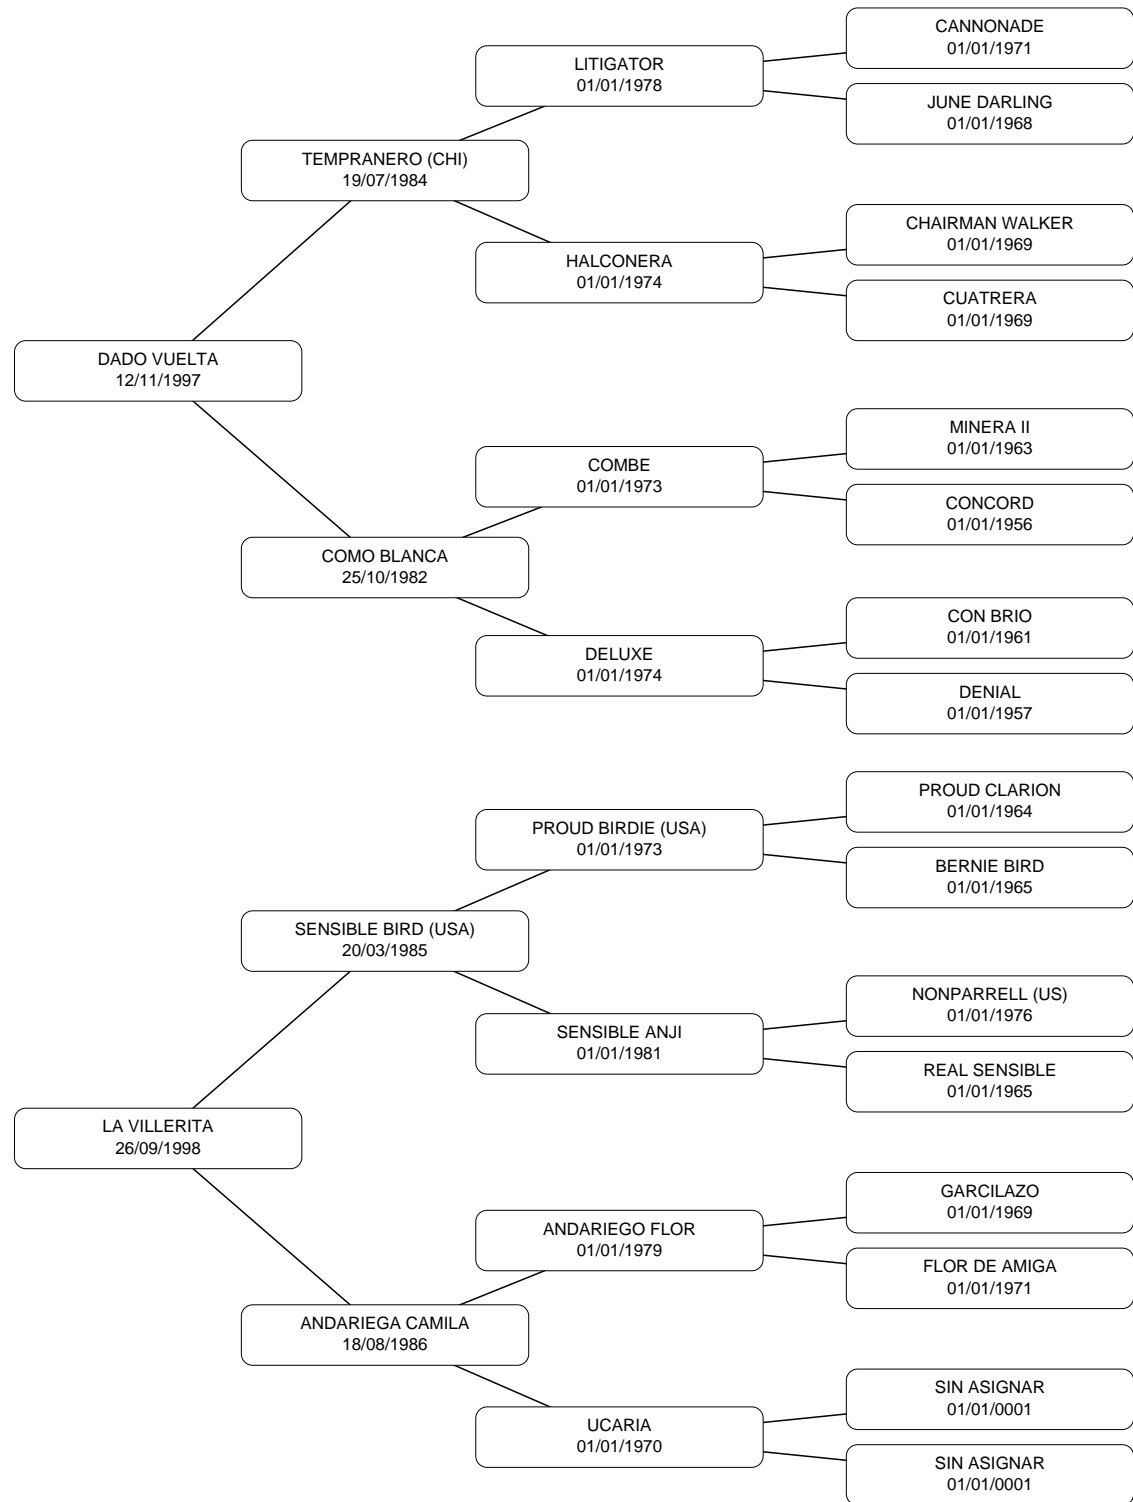 CANNONADE
01/01/1971
LITIGATOR
01/01/1978
JUNE DARLING
01/01/1968
TEMPRANERO (CHI)
19/07/1984
CHAIRMAN WALKER
01/01/1969
HALCONERA
01/01/1974
CUATRERA
01/01/1969
DADO VUELTA
12/11/1997
MINERA II
01/01/1963
COMBE
01/01/1973
CONCORD
01/01/1956
COMO BLANCA
25/10/1982
CON BRIO
01/01/1961
DELUXE
01/01/1974
DENIAL
01/01/1957
PROUD CLARION
01/01/1964
PROUD BIRDIE (USA)
01/01/1973
BERNIE BIRD
01/01/1965
SENSIBLE BIRD (USA)
20/03/1985
NONPARRELL (US)
01/01/1976
SENSIBLE ANJI
01/01/1981
REAL SENSIBLE
01/01/1965
LA VILLERITA
26/09/1998
GARCILAZO
01/01/1969
ANDARIEGO FLOR
01/01/1979
FLOR DE AMIGA
01/01/1971
ANDARIEGA CAMILA
18/08/1986
SIN ASIGNAR
01/01/0001
UCARIA
01/01/1970
SIN ASIGNAR
01/01/0001